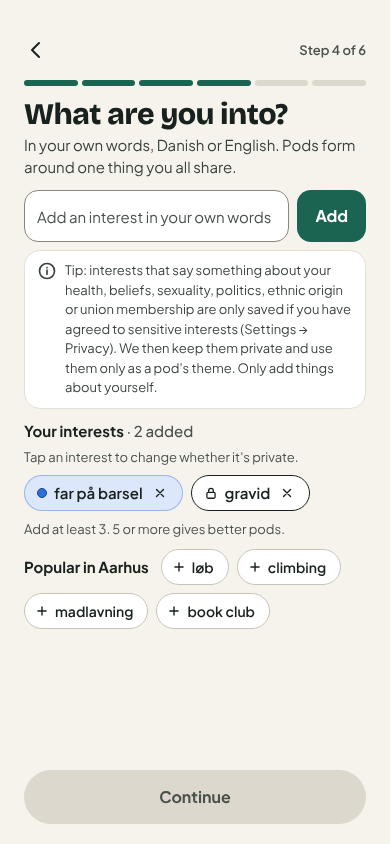 Step 4 of 6
What are you into?
In your own words, Danish or English. Pods form
around one thing you all share.
Add an interest in your own words
Add
Tip: interests that say something about your
health, beliefs, sexuality, politics, ethnic origin
or union membership are only saved if you have
agreed to sensitive interests (Settings →
Privacy). We then keep them private and use
them only as a pod's theme. Only add things
about yourself.
Your interests · 2 added
Tap an interest to change whether it's private.
far på barsel
gravid
Add at least 3. 5 or more gives better pods.
Popular in Aarhus
løb
climbing
madlavning
book club
Continue